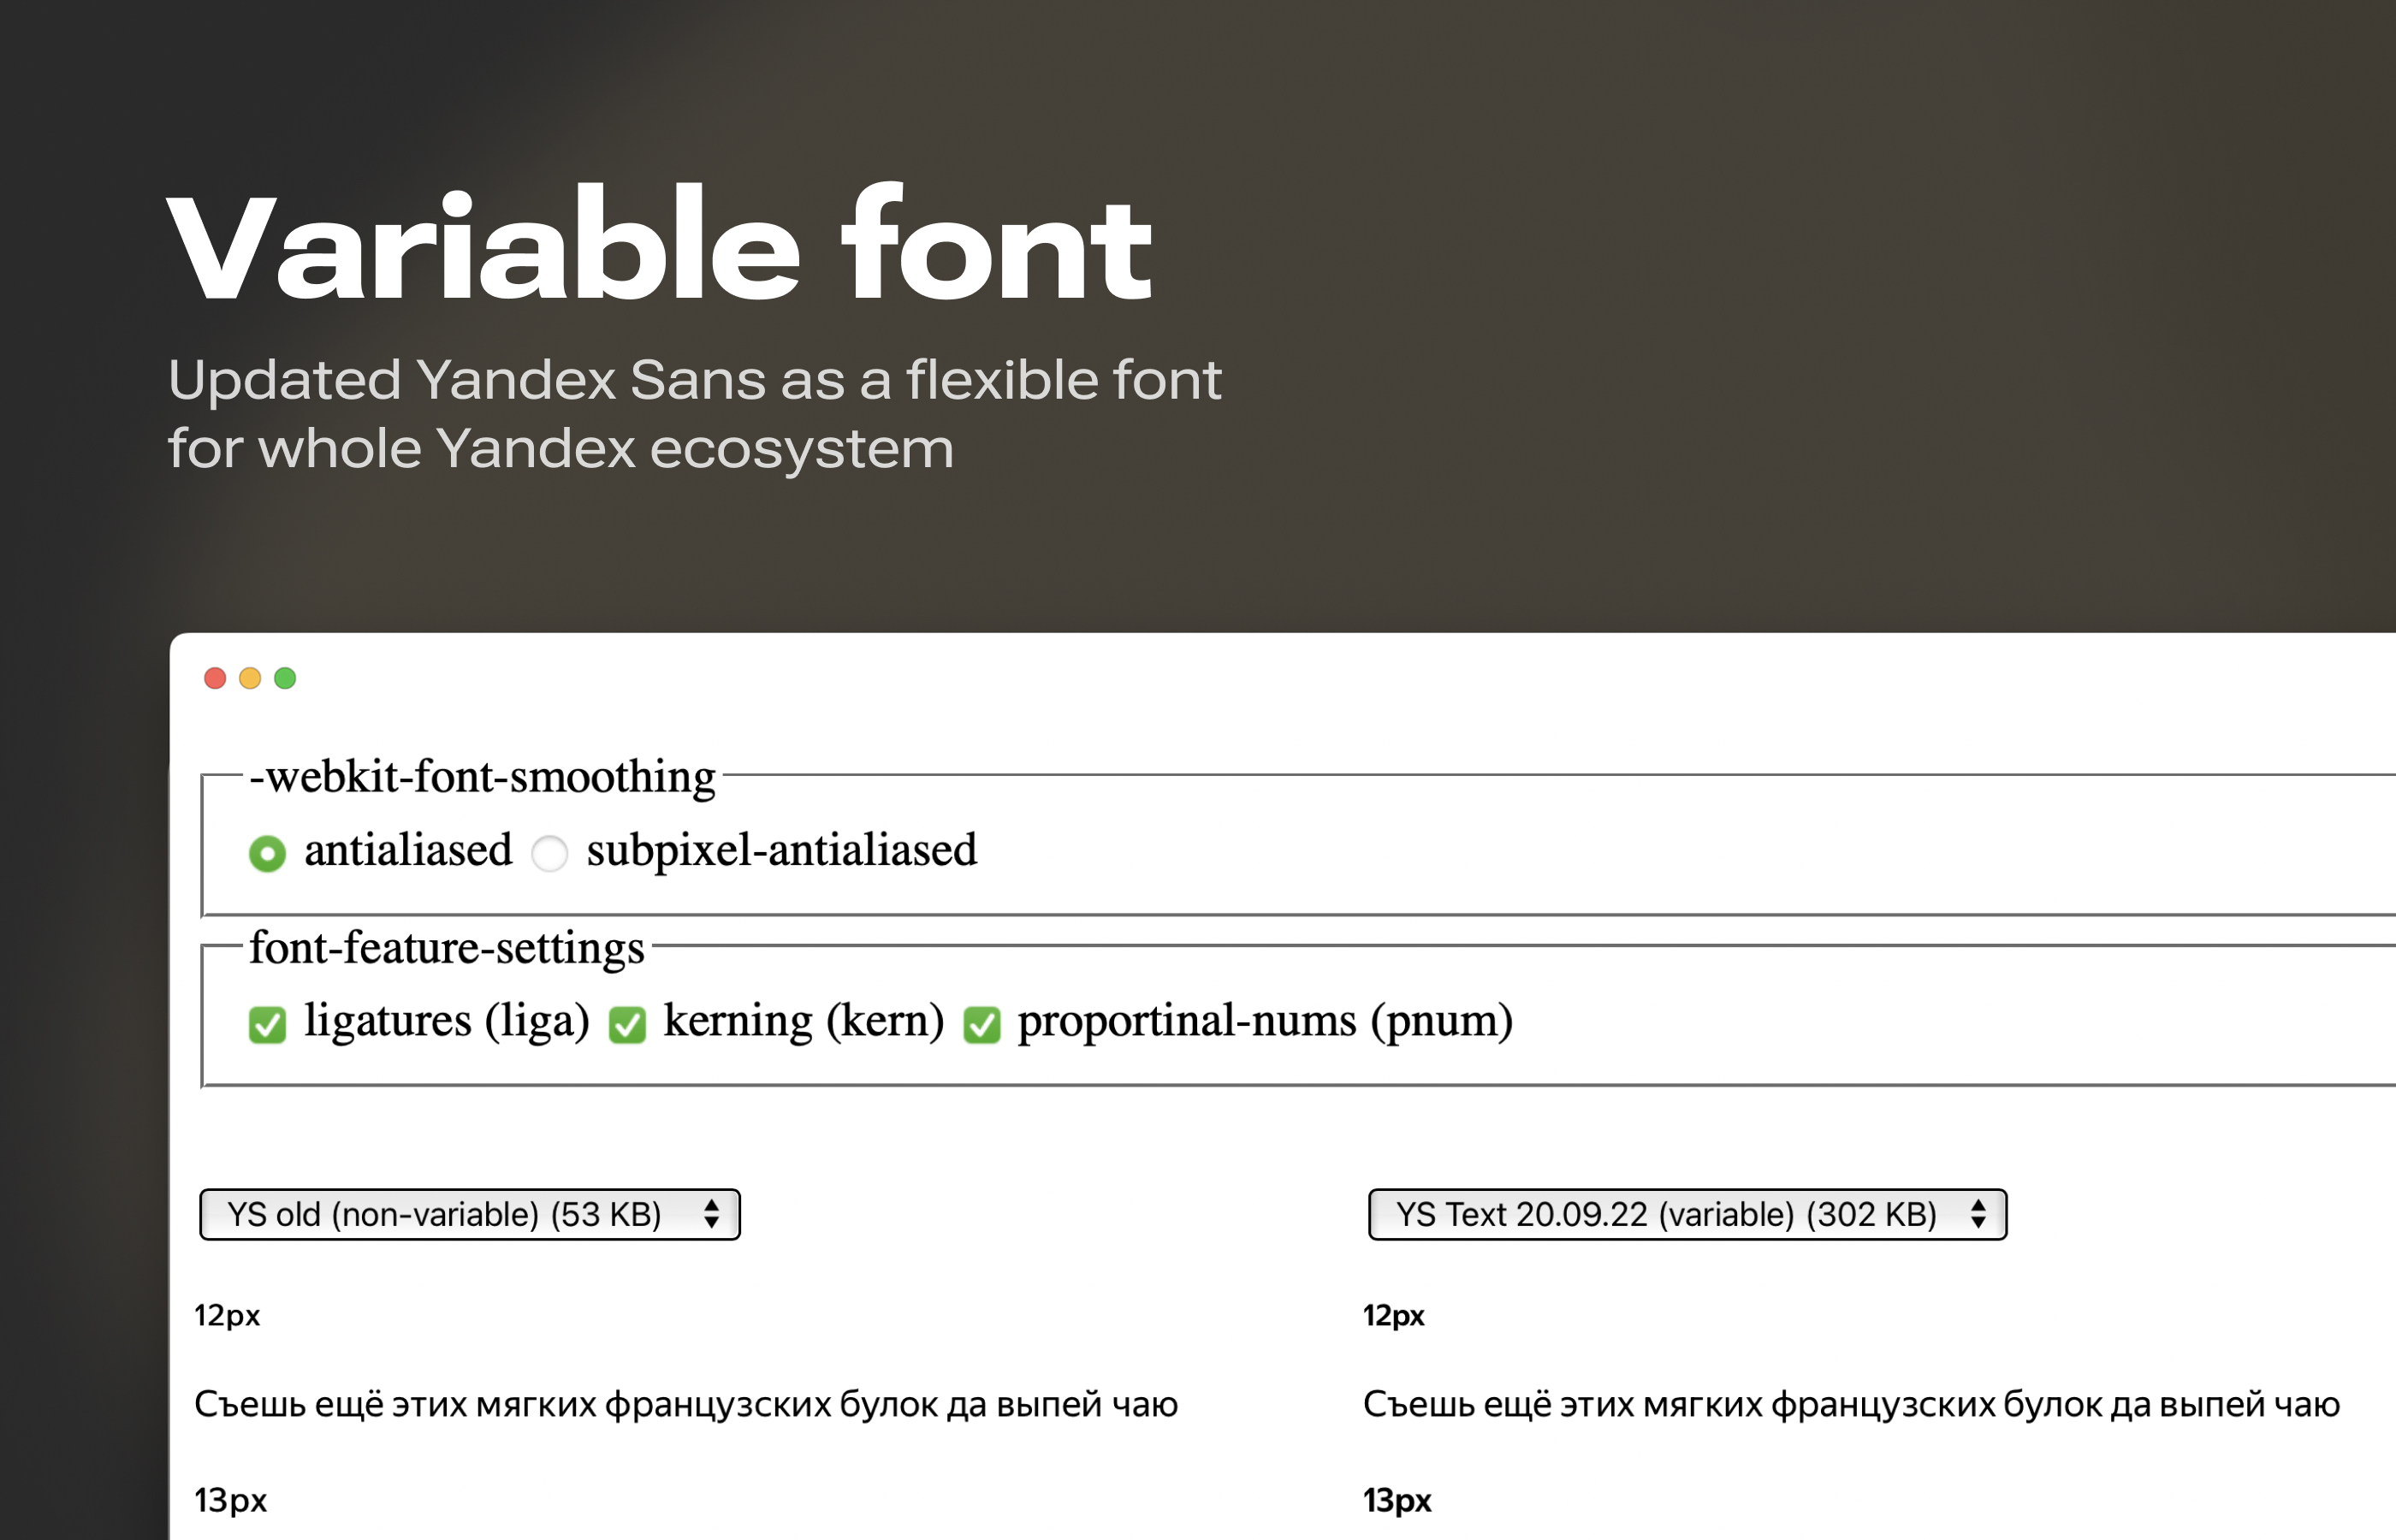 Variable font
Updated Yandex Sans as a flexible font
for whole Yandex ecosystem
-webkit-font-smoothing
antialiased subpixel-antialiased
font-feature-settings
ligatures (liga) kerning (kern) proportinal-nums (pnum)
YS old (non-variable) (53 KB)
YS Text 20.09.22 (variable) (302 KB)
12px
12px
Съешь ещё этих мягких французских булок да выпей чаю
Съешь ещё этих мягких французских булок да выпей чаю
13px
13px